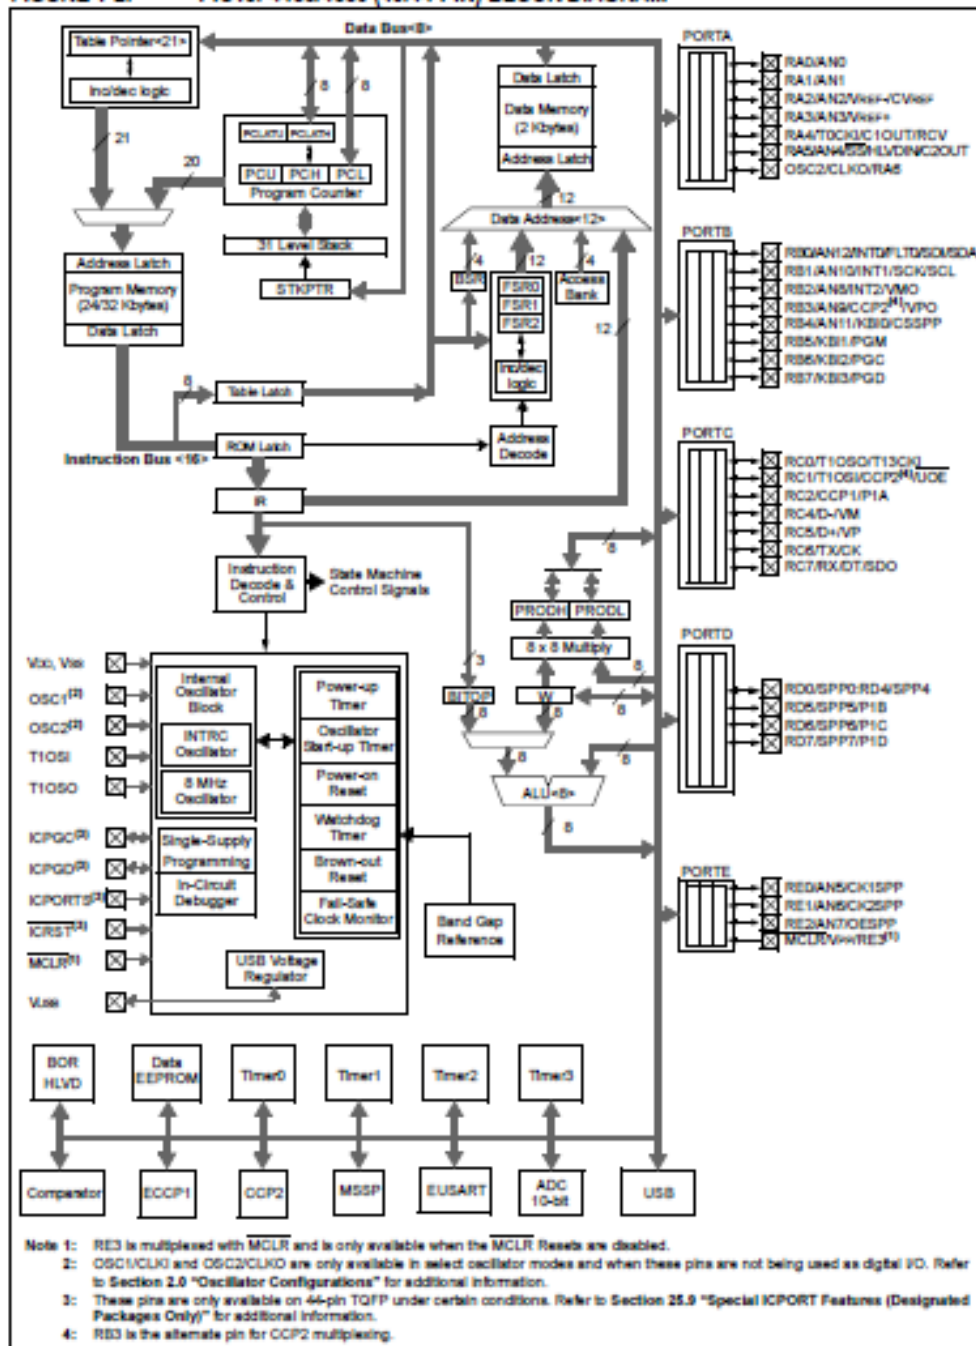 Data Bus<8>
Table Pointer<21>
Inc/dec logic
21
20
8
8
PCLATU PCLATH
PCU PCH PCL
Program Counter
31 Level Stack
STKPTR
Address Latch
Program Memory
(24/32 Kbytes)
Data Latch
Data Latch
Data Memory
(2 Kbytes)
Address Latch
12
Data Address<12>
4
12
4
BSR
FSR0
FSR1
FSR2
Access
Bank
12
Inc/dec
logic
8
Table Latch
ROM Latch
Address
Decode
Instruction Bus <16>
IR
Instruction
Decode &
Control
State Machine
Control Signals
8
PRODH PRODL
8 x 8 Multiply
3
8
BITOP
W
8
8
8
8
8
ALU<8>
8
VDD, VSS
OSC1(2)
OSC2(2)
T1OSI
T1OSO
ICPGC(3)
ICPGD(3)
ICPORTS(3)
ICRST(3)
MCLR(1)
VUSB
Internal
Oscillator
Block
INTRC
Oscillator
8 MHz
Oscillator
Single-Supply
Programming
In-Circuit
Debugger
Power-up
Timer
Oscillator
Start-up Timer
Power-on
Reset
Watchdog
Timer
Brown-out
Reset
Fail-Safe
Clock Monitor
Band Gap
Reference
USB Voltage
Regulator
PORTA
RA0/AN0
RA1/AN1
RA2/AN2/VREF-/CVREF
RA3/AN3/VREF+
RA4/T0CKI/C1OUT/RCV
RA5/AN4/SS/HLVDIN/C2OUT
OSC2/CLKO/RA6
PORTB
RB0/AN12/INT0/FLT0/SDI/SDA
RB1/AN10/INT1/SCK/SCL
RB2/AN8/INT2/VMO
RB3/AN9/CCP2(4)/VPO
RB4/AN11/KBI0/CSSPP
RB5/KBI1/PGM
RB6/KBI2/PGC
RB7/KBI3/PGD
PORTC
RC0/T1OSO/T13CKI
RC1/T1OSI/CCP2(4)/UOE
RC2/CCP1/P1A
RC4/D-/VM
RC5/D+/VP
RC6/TX/CK
RC7/RX/DT/SDO
PORTD
RD0/SPP0:RD4/SPP4
RD5/SPP5/P1B
RD6/SPP6/P1C
RD7/SPP7/P1D
PORTE
RE0/AN5/CK1SPP
RE1/AN6/CK2SPP
RE2/AN7/OESPP
MCLR/VPP/RE3(1)
BOR
HLVD
Data
EEPROM
Timer0
Timer1
Timer2
Timer3
Comparator
ECCP1
CCP2
MSSP
EUSART
ADC
10-bit
USB
Note 1: RE3 is multiplexed with MCLR and is only available when the MCLR Resets are disabled.
2: OSC1/CLKI and OSC2/CLKO are only available in select oscillator modes and when these pins are not being used as digital I/O. Refer
to Section 2.0 "Oscillator Configurations" for additional information.
3: These pins are only available on 44-pin TQFP under certain conditions. Refer to Section 25.9 "Special ICPORT Features (Designated
Packages Only)" for additional information.
4: RB3 is the alternate pin for CCP2 multiplexing.